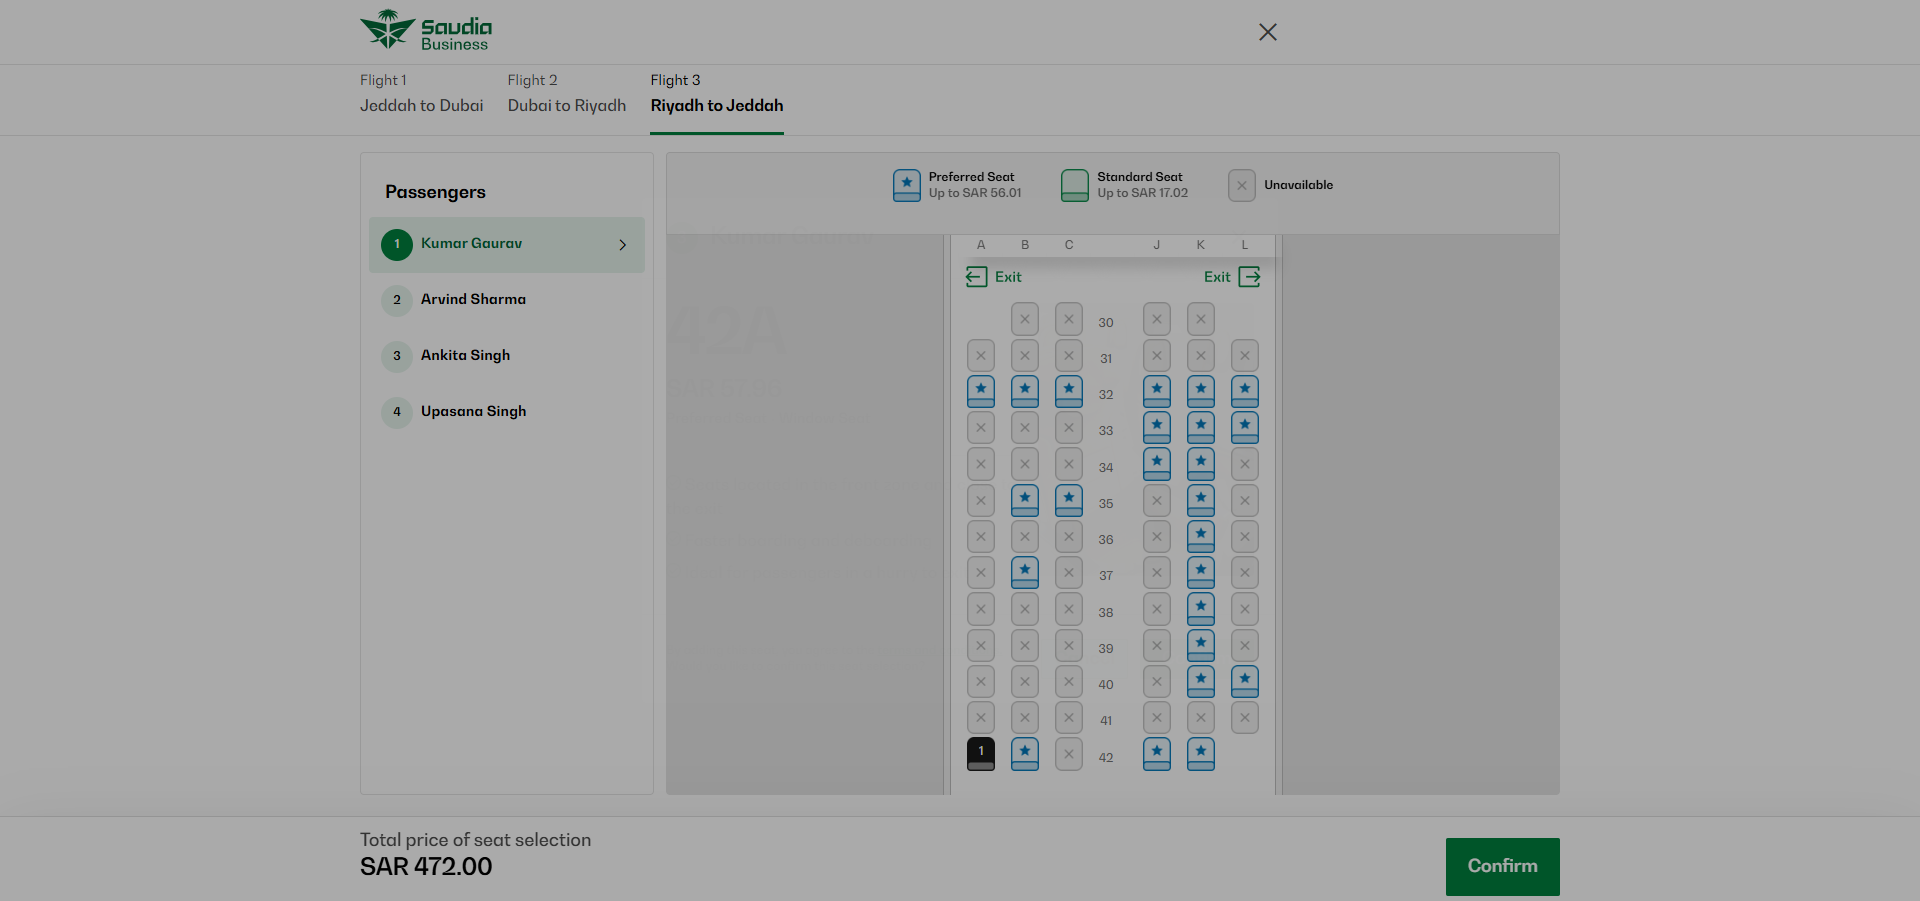 Saudia
Business
Flight 1
Jeddah to Dubai
Flight 2
Dubai to Riyadh
Flight 3
Riyadh to Jeddah
Passengers
1 Kumar Gaurav
2 Arvind Sharma
3 Ankita Singh
4 Upasana Singh
Preferred Seat
Up to SAR 56.01
Standard Seat
Up to SAR 17.02
Unavailable
A B C J K L
Exit Exit
30
31
32
33
34
35
36
37
38
39
40
41
1 42
42A
Total price of seat selection
SAR 472.00
Confirm